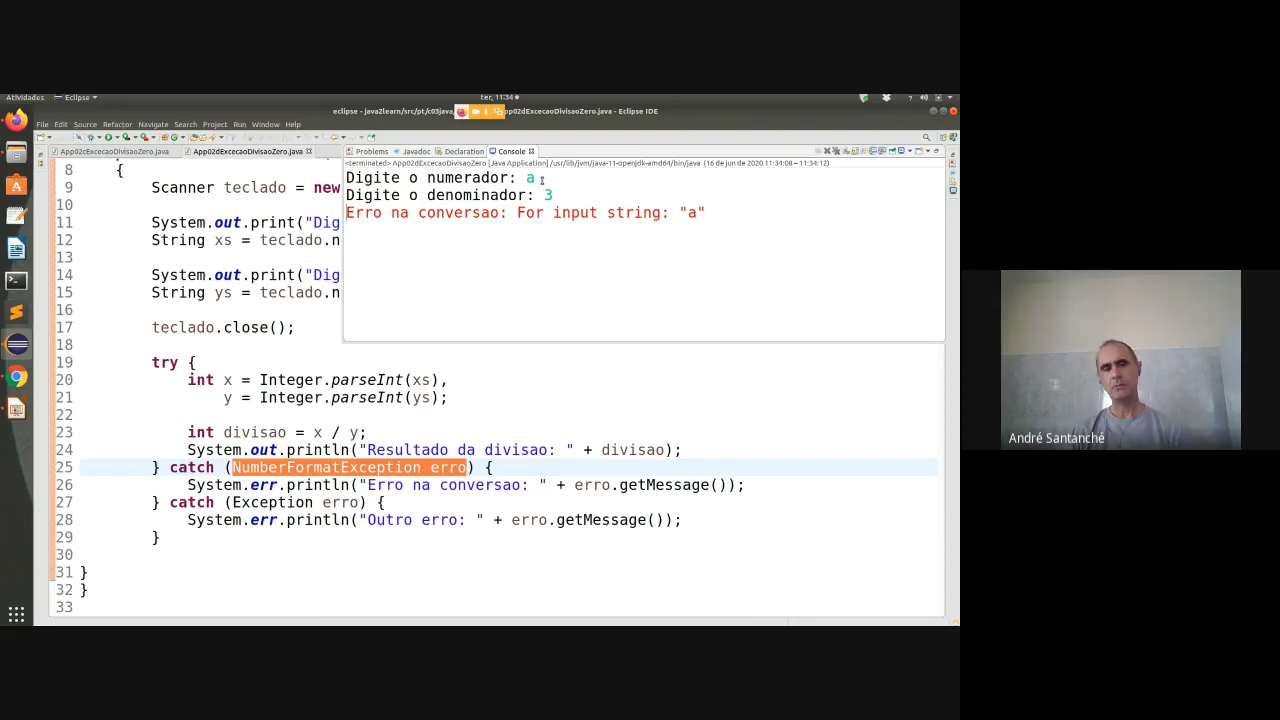 Atividades
Eclipse
ter, 11:34
eclipse - java2learn/src/pt/c03java
pp02dExcecaoDivisaoZero.java - Eclipse IDE
File Edit Source Refactor Navigate Search Project Run Window Help
App02cExcecaoDivisaoZero.java
App02dExcecaoDivisaoZero.java
Problems Javadoc Declaration Console
<terminated> App02dExcecaoDivisaoZero [Java Application] /usr/lib/jvm/java-11-openjdk-amd64/bin/java (16 de jun de 2020 11:34:08 – 11:34:12)
Digite o numerador: a
Digite o denominador: 3
Erro na conversao: For input string: "a"
8 {
9 Scanner teclado = new
10
11 System.out.print("Dig
12 String xs = teclado.n
13
14 System.out.print("Dig
15 String ys = teclado.n
16
17 teclado.close();
18
19 try {
20 int x = Integer.parseInt(xs),
21 y = Integer.parseInt(ys);
22
23 int divisao = x / y;
24 System.out.println("Resultado da divisao: " + divisao);
25 } catch (NumberFormatException erro) {
26 System.err.println("Erro na conversao: " + erro.getMessage());
27 } catch (Exception erro) {
28 System.err.println("Outro erro: " + erro.getMessage());
29 }
30
31 }
32 }
33
André Santanchè